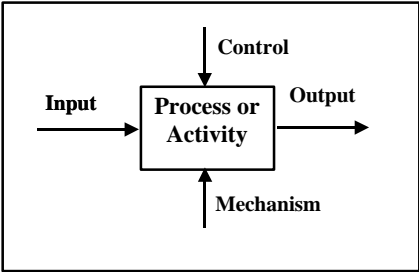 Control
Input
Process or
Activity
Output
Mechanism